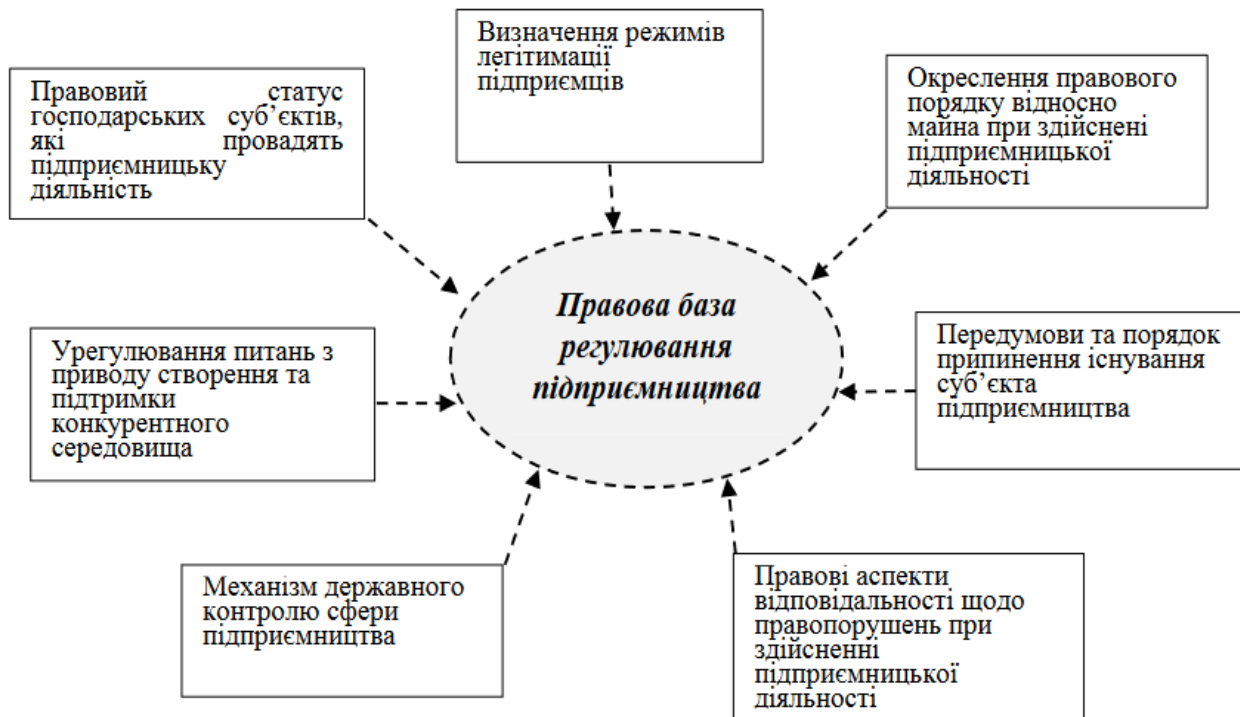 Визначення режимів
легітимації
підприємців
Правовий статус
господарських суб’єктів,
які провадять
підприємницьку
діяльність
Окреслення правового
порядку відносно
майна при здійснені
підприємницької
діяльності
Правова база
регулювання
підприємництва
Урегулювання питань з
приводу створення та
підтримки
конкурентного
середовища
Передумови та порядок
припинення існування
суб’єкта
підприємництва
Механізм державного
контролю сфери
підприємництва
Правові аспекти
відповідальності щодо
правопорушень при
здійсненні
підприємницької
діяльності